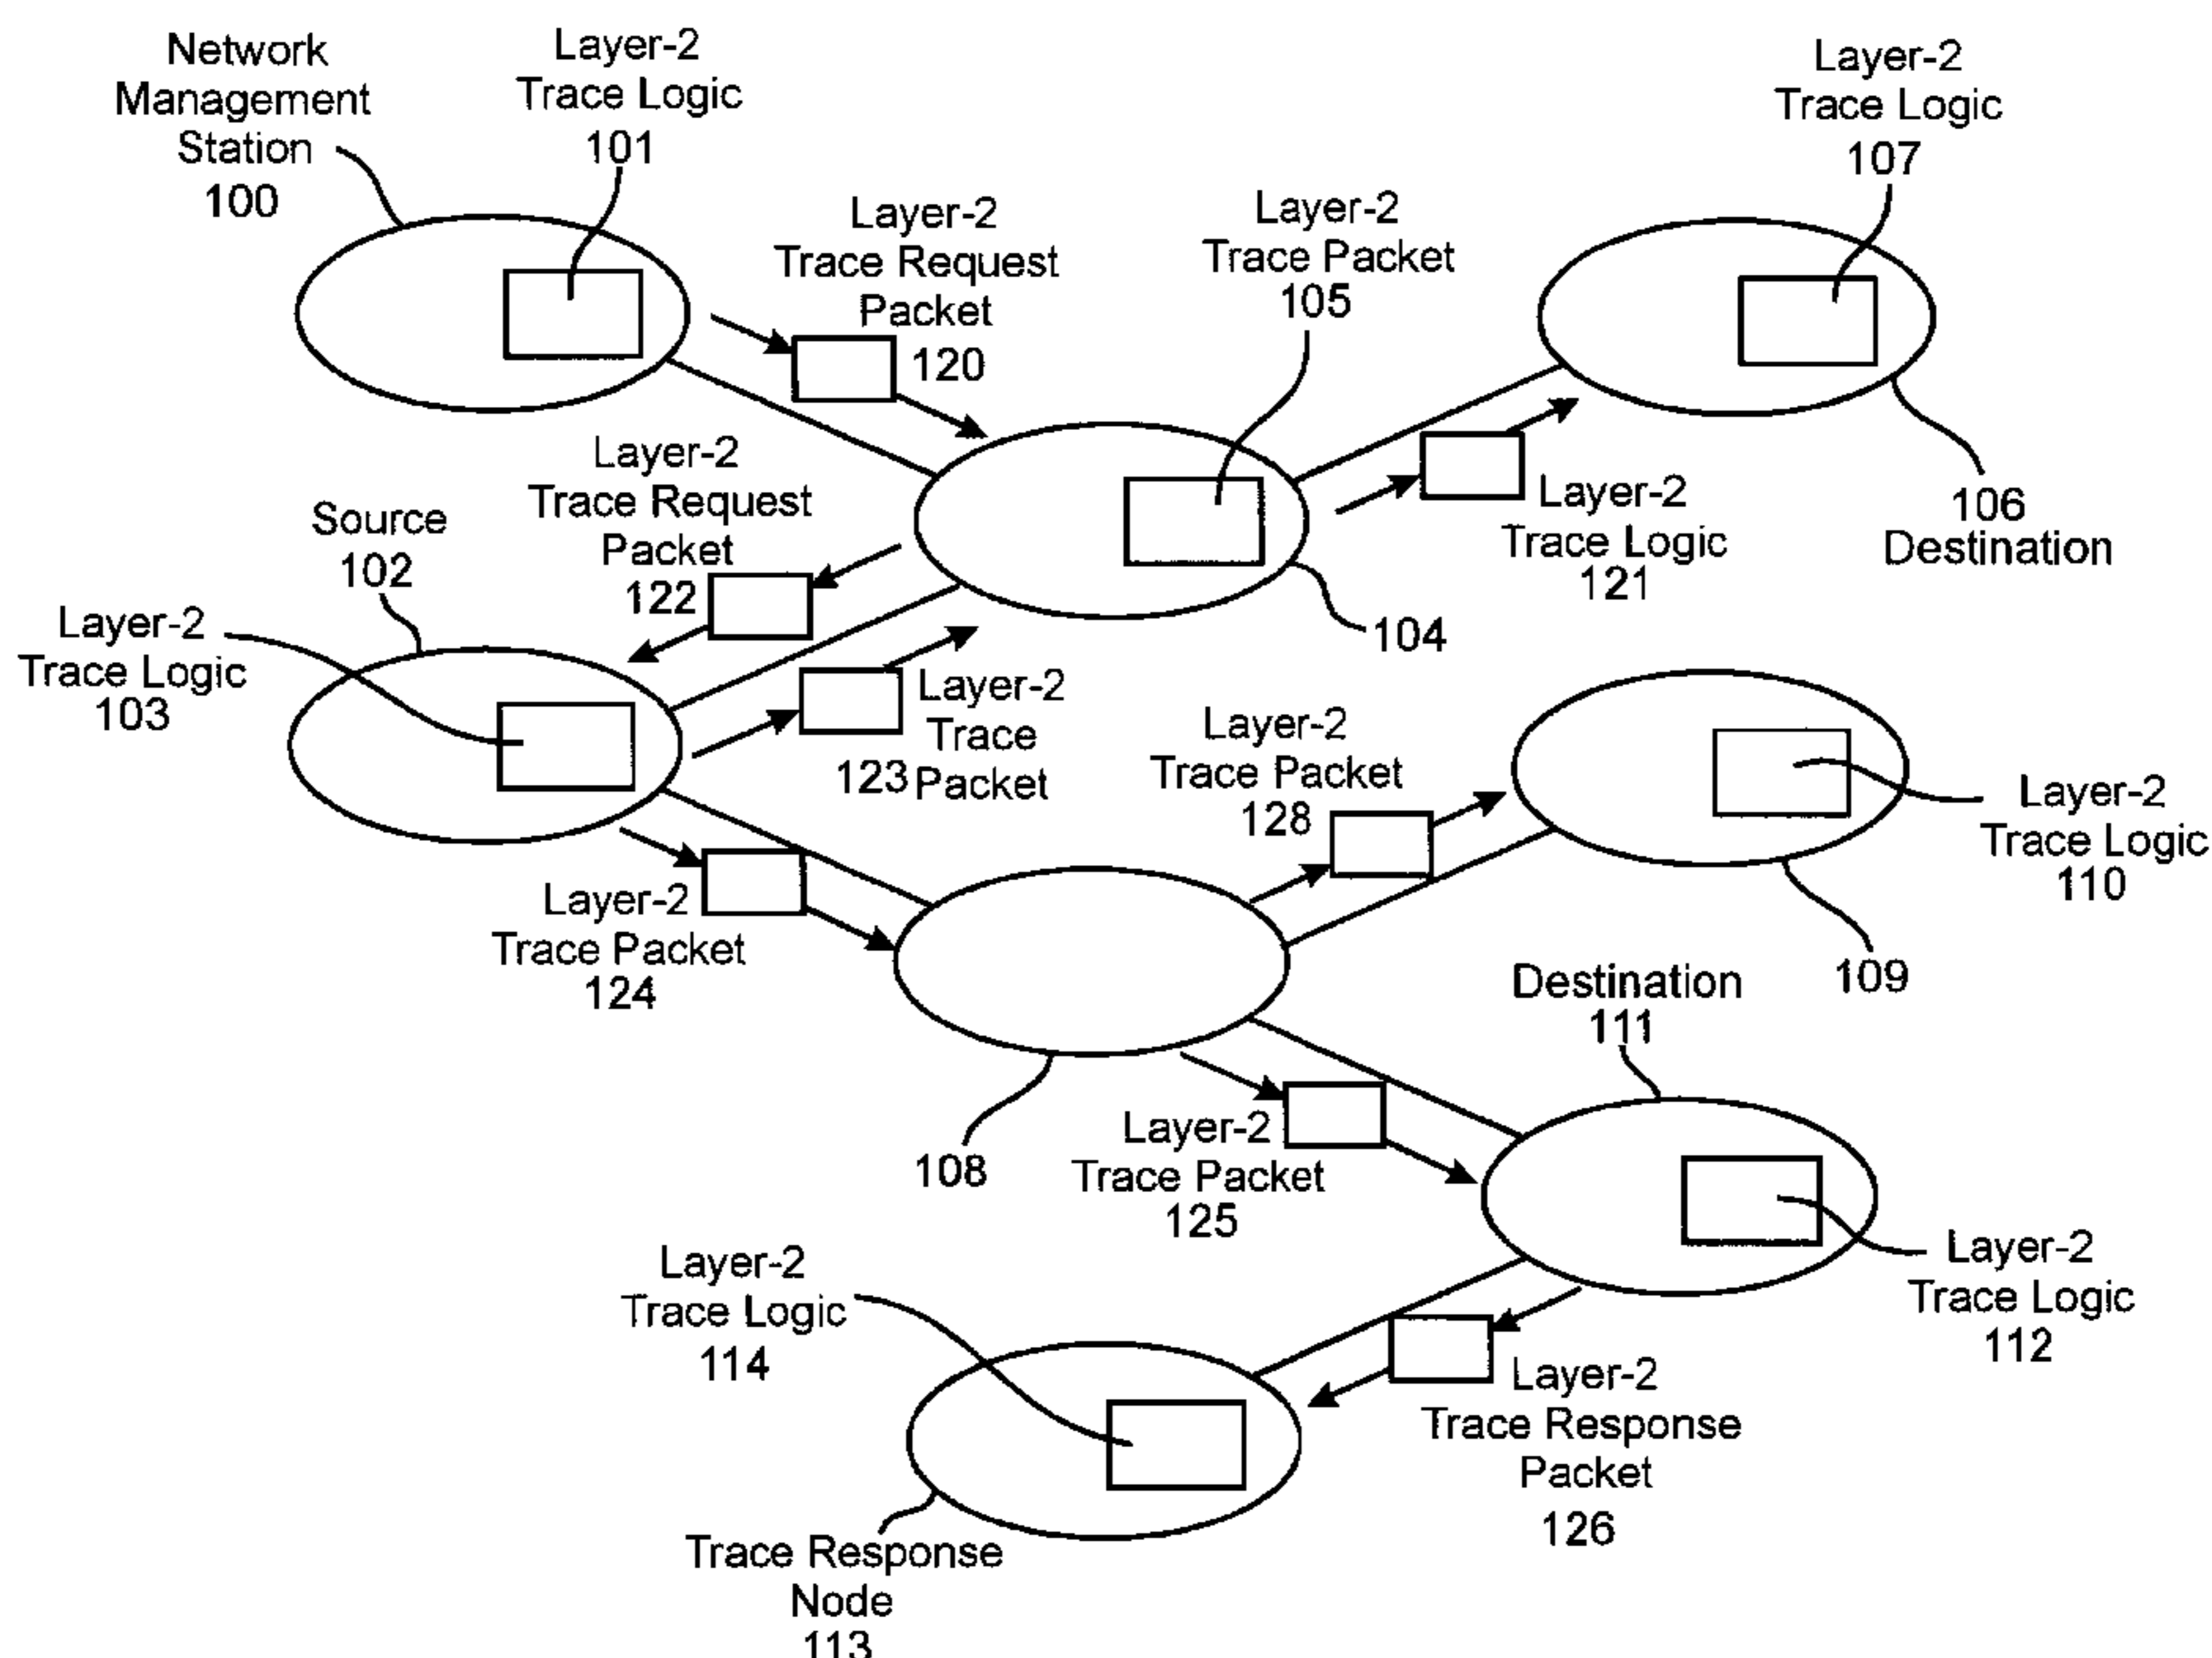 Network
Management
Station
100
Layer-2
Trace Logic
101
Layer-2
Trace Logic
107
Layer-2
Trace Request
Packet
120
Layer-2
Trace Packet
105
Layer-2
Trace Request
Packet
122
Source
102
Layer-2
Trace Logic
121
106
Destination
Layer-2
Trace Logic
103
104
Layer-2
Trace
Packet
123
Layer-2
Trace Packet
128
Layer-2
Trace Logic
110
Layer-2
Trace Packet
124
109
Destination
111
108
Layer-2
Trace Packet
125
Layer-2
Trace Logic
114
Layer-2
Trace Logic
112
Layer-2
Trace Response
Packet
126
Trace Response
Node
113